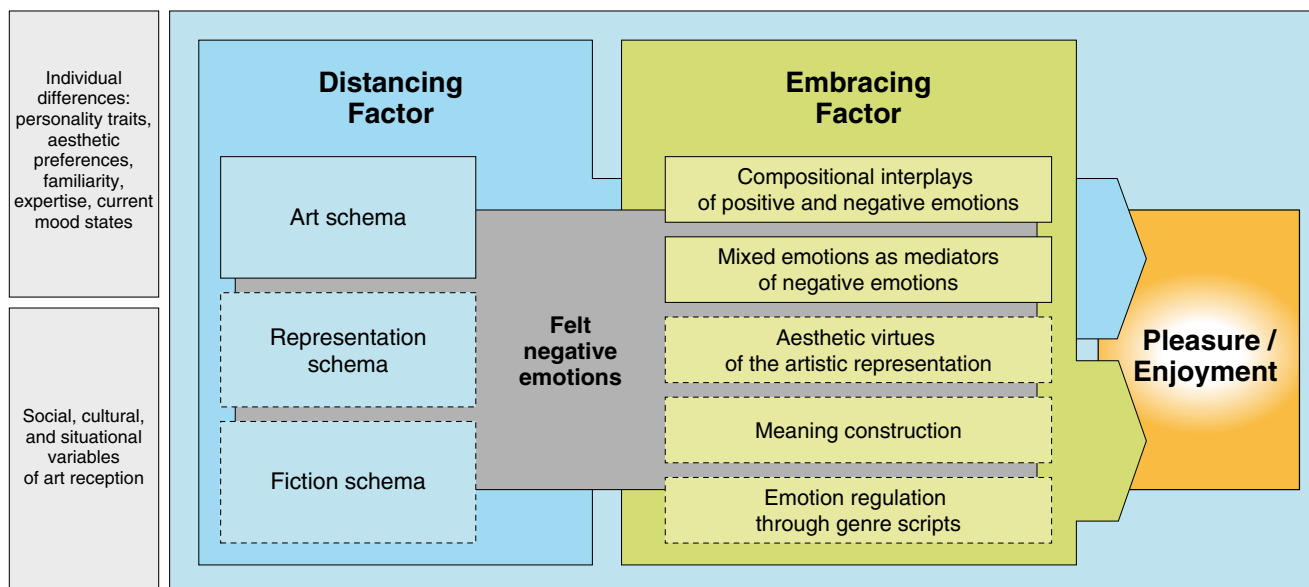 Individual
differences:
personality traits,
aesthetic
preferences,
familiarity,
expertise, current
mood states
Social, cultural,
and situational
variables
of art reception
Distancing
Factor
Art schema
Representation
schema
Fiction schema
Felt
negative
emotions
Embracing
Factor
Compositional interplays
of positive and negative emotions
Mixed emotions as mediators
of negative emotions
Aesthetic virtues
of the artistic representation
Meaning construction
Emotion regulation
through genre scripts
Pleasure /
Enjoyment